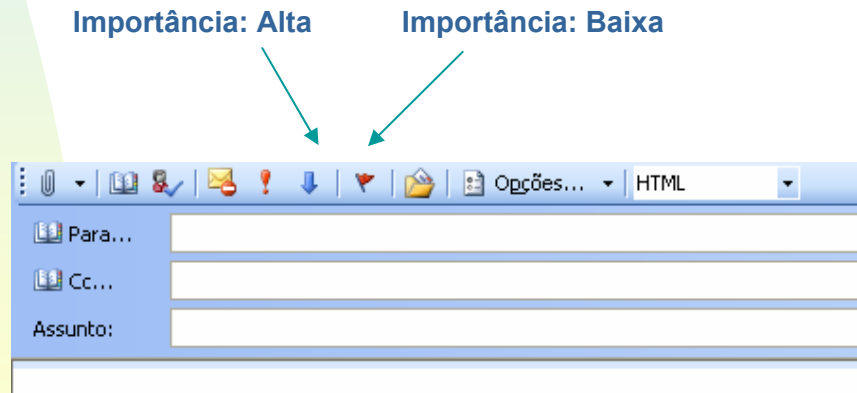 Importância: Alta Importância: Baixa
Opções... HTML
Para...
Cc...
Assunto: